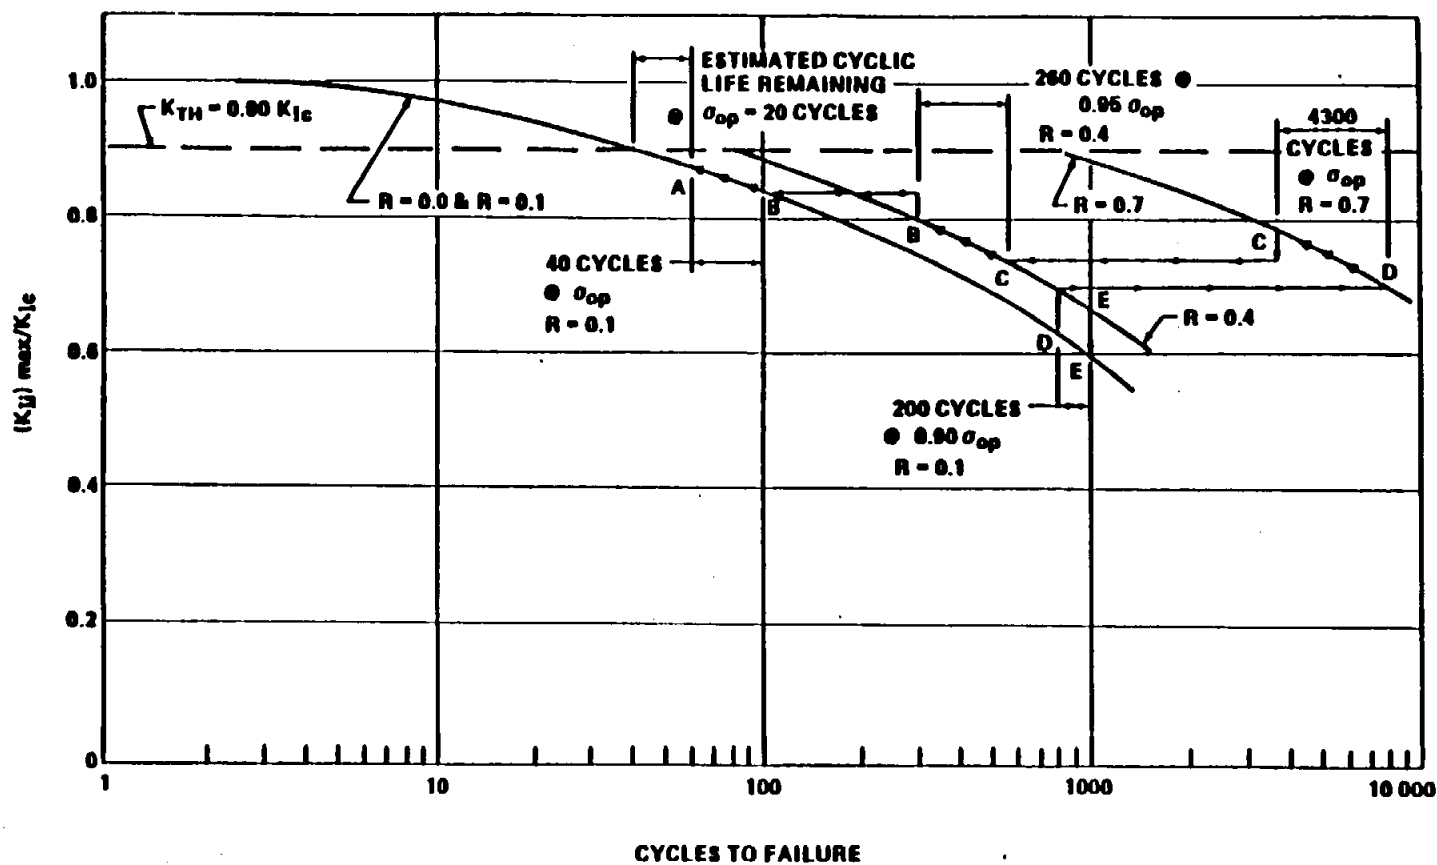 ESTIMATED CYCLIC
LIFE REMAINING
● σop = 20 CYCLES
260 CYCLES ●
0.95 σop
R = 0.4
4300
CYCLES
● σop
R = 0.7
1.0
KTH = 0.90 KIc
R = 0.0 & R = 0.1
A
B
R = 0.7
B
C
C
D
0.8
40 CYCLES
● σop
R = 0.1
E
R = 0.4
D
E
0.6
200 CYCLES
● 0.90 σop
R = 0.1
0.4
0.2
0
1
10
100
1000
10 000
CYCLES TO FAILURE
(KIi) max/KIc